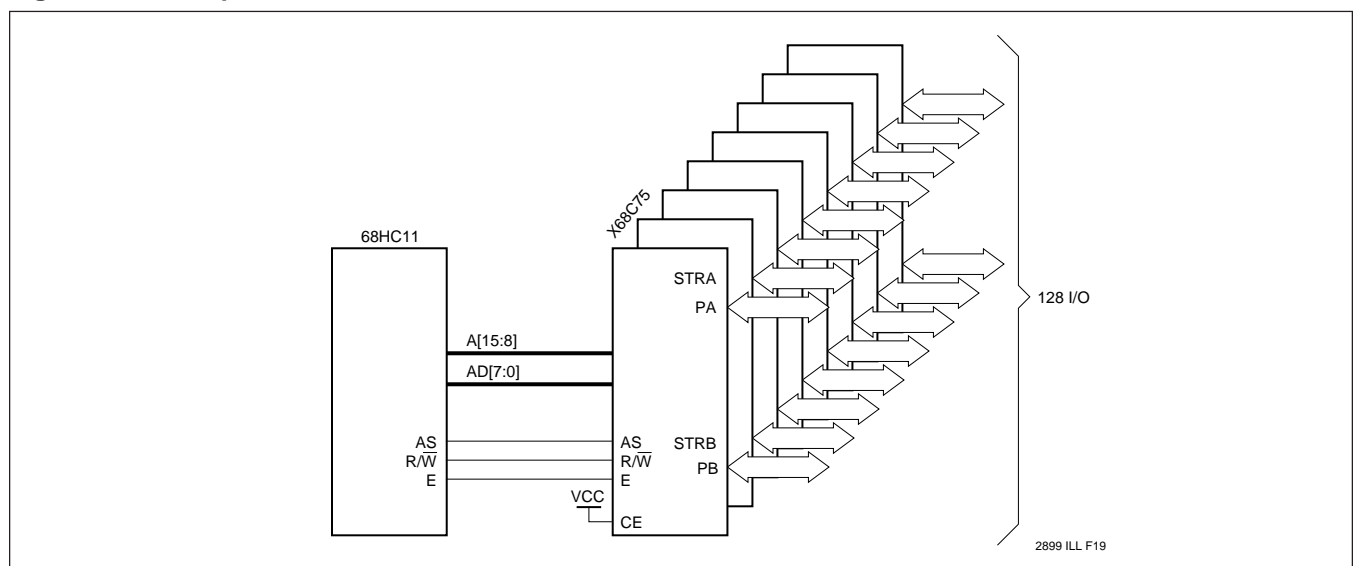 X68C75
68HC11
STRA
PA
128 I/O
A[15:8]
AD[7:0]
AS
R/W̅
E
AS
R/W̅
E
STRB
PB
VCC
CE
2899 ILL F19